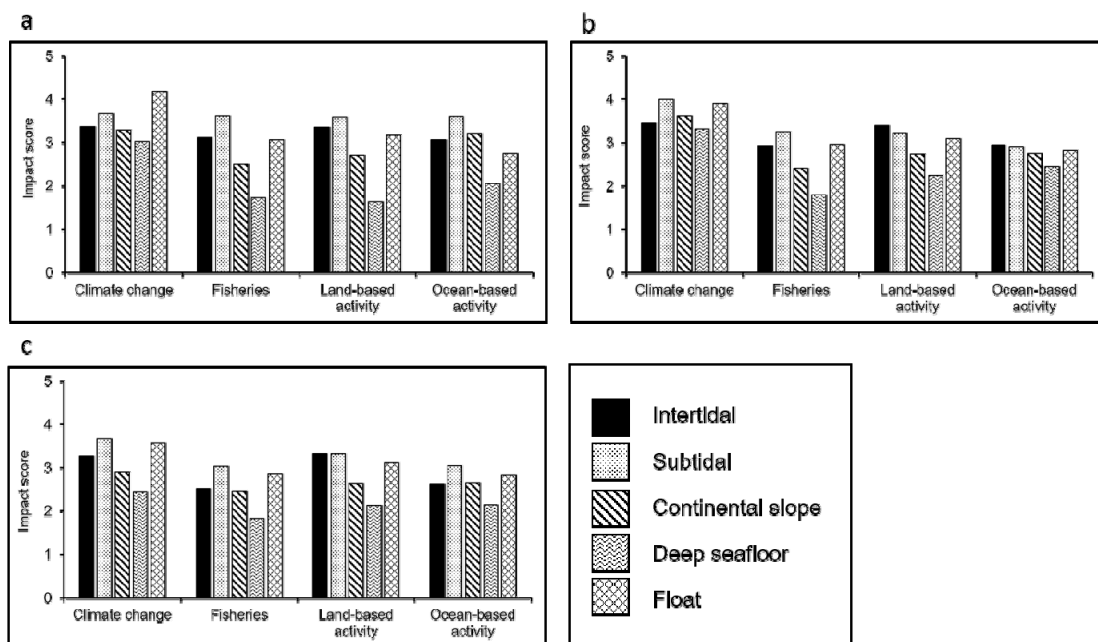 a
Impact score
5
4
3
2
1
0
Climate change
Fisheries
Land-based
activity
Ocean-based
activity
b
Impact score
5
4
3
2
1
0
Climate change
Fisheries
Land-based
activity
Ocean-based
activity
c
Impact score
5
4
3
2
1
0
Climate change
Fisheries
Land-based
activity
Ocean-based
activity
Intertidal
Subtidal
Continental slope
Deep seafloor
Float